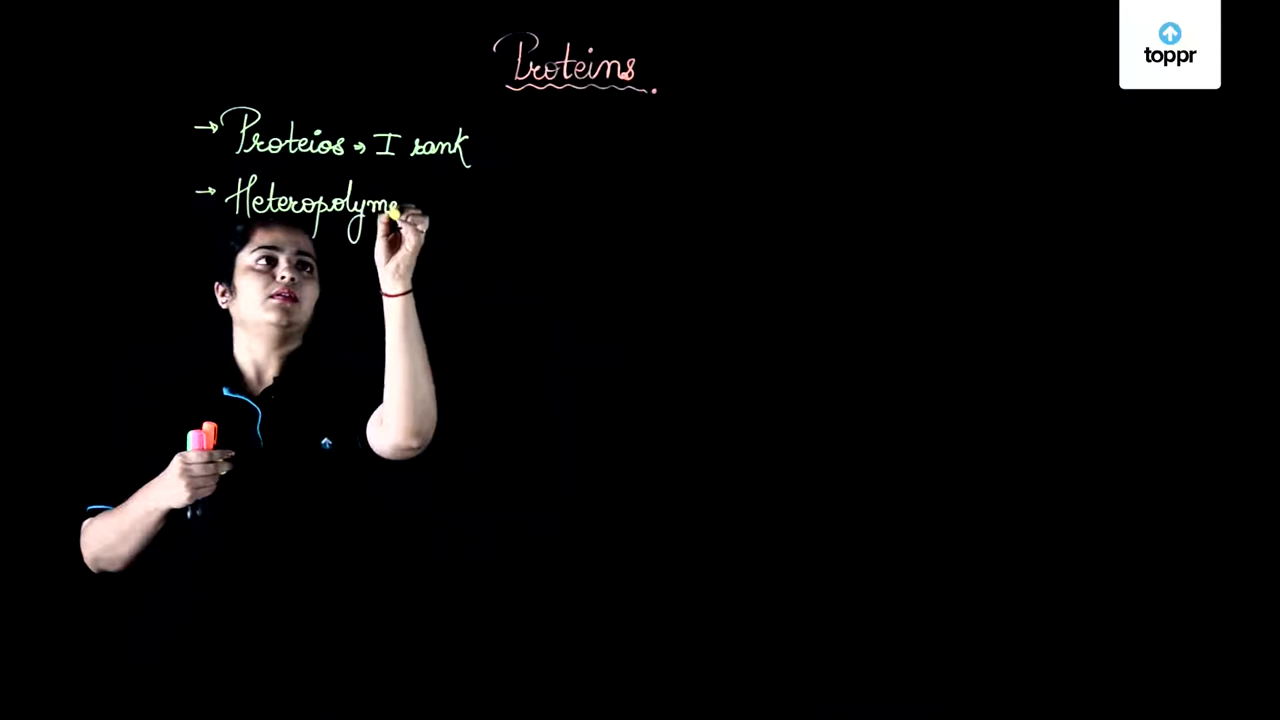 toppr
Proteins.
→ Proteios → I rank
→ Heteropolyme